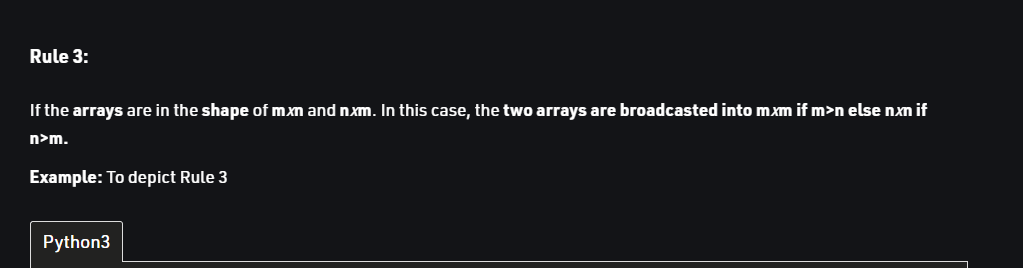 Rule 3:
If the arrays are in the shape of mxn and nxm. In this case, the two arrays are broadcasted into mxm if m>n else nxn if
n>m.
Example: To depict Rule 3
Python3